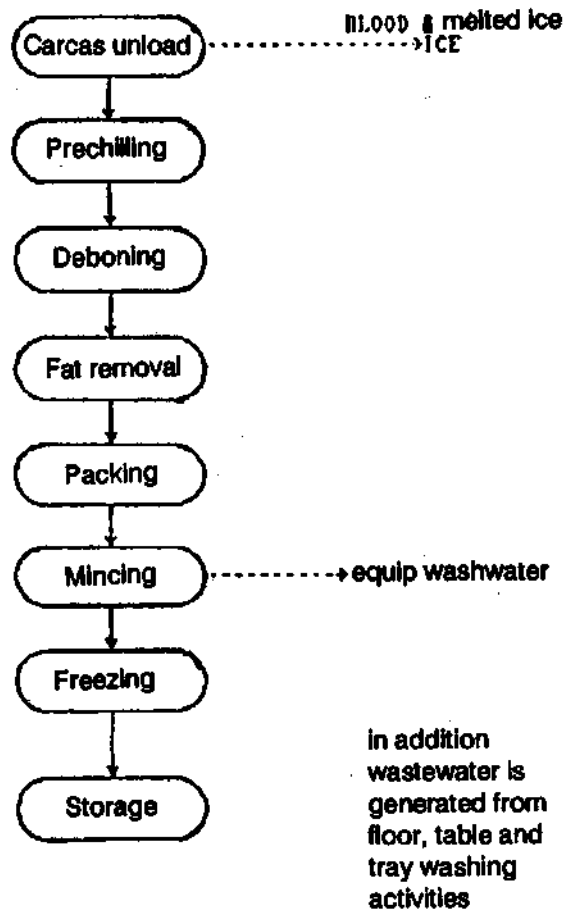 BLOOD & melted ice
Carcas unload
ICE
Prechilling
Deboning
Fat removal
Packing
Mincing
equip washwater
Freezing
Storage
in addition
wastewater is
generated from
floor, table and
tray washing
activities